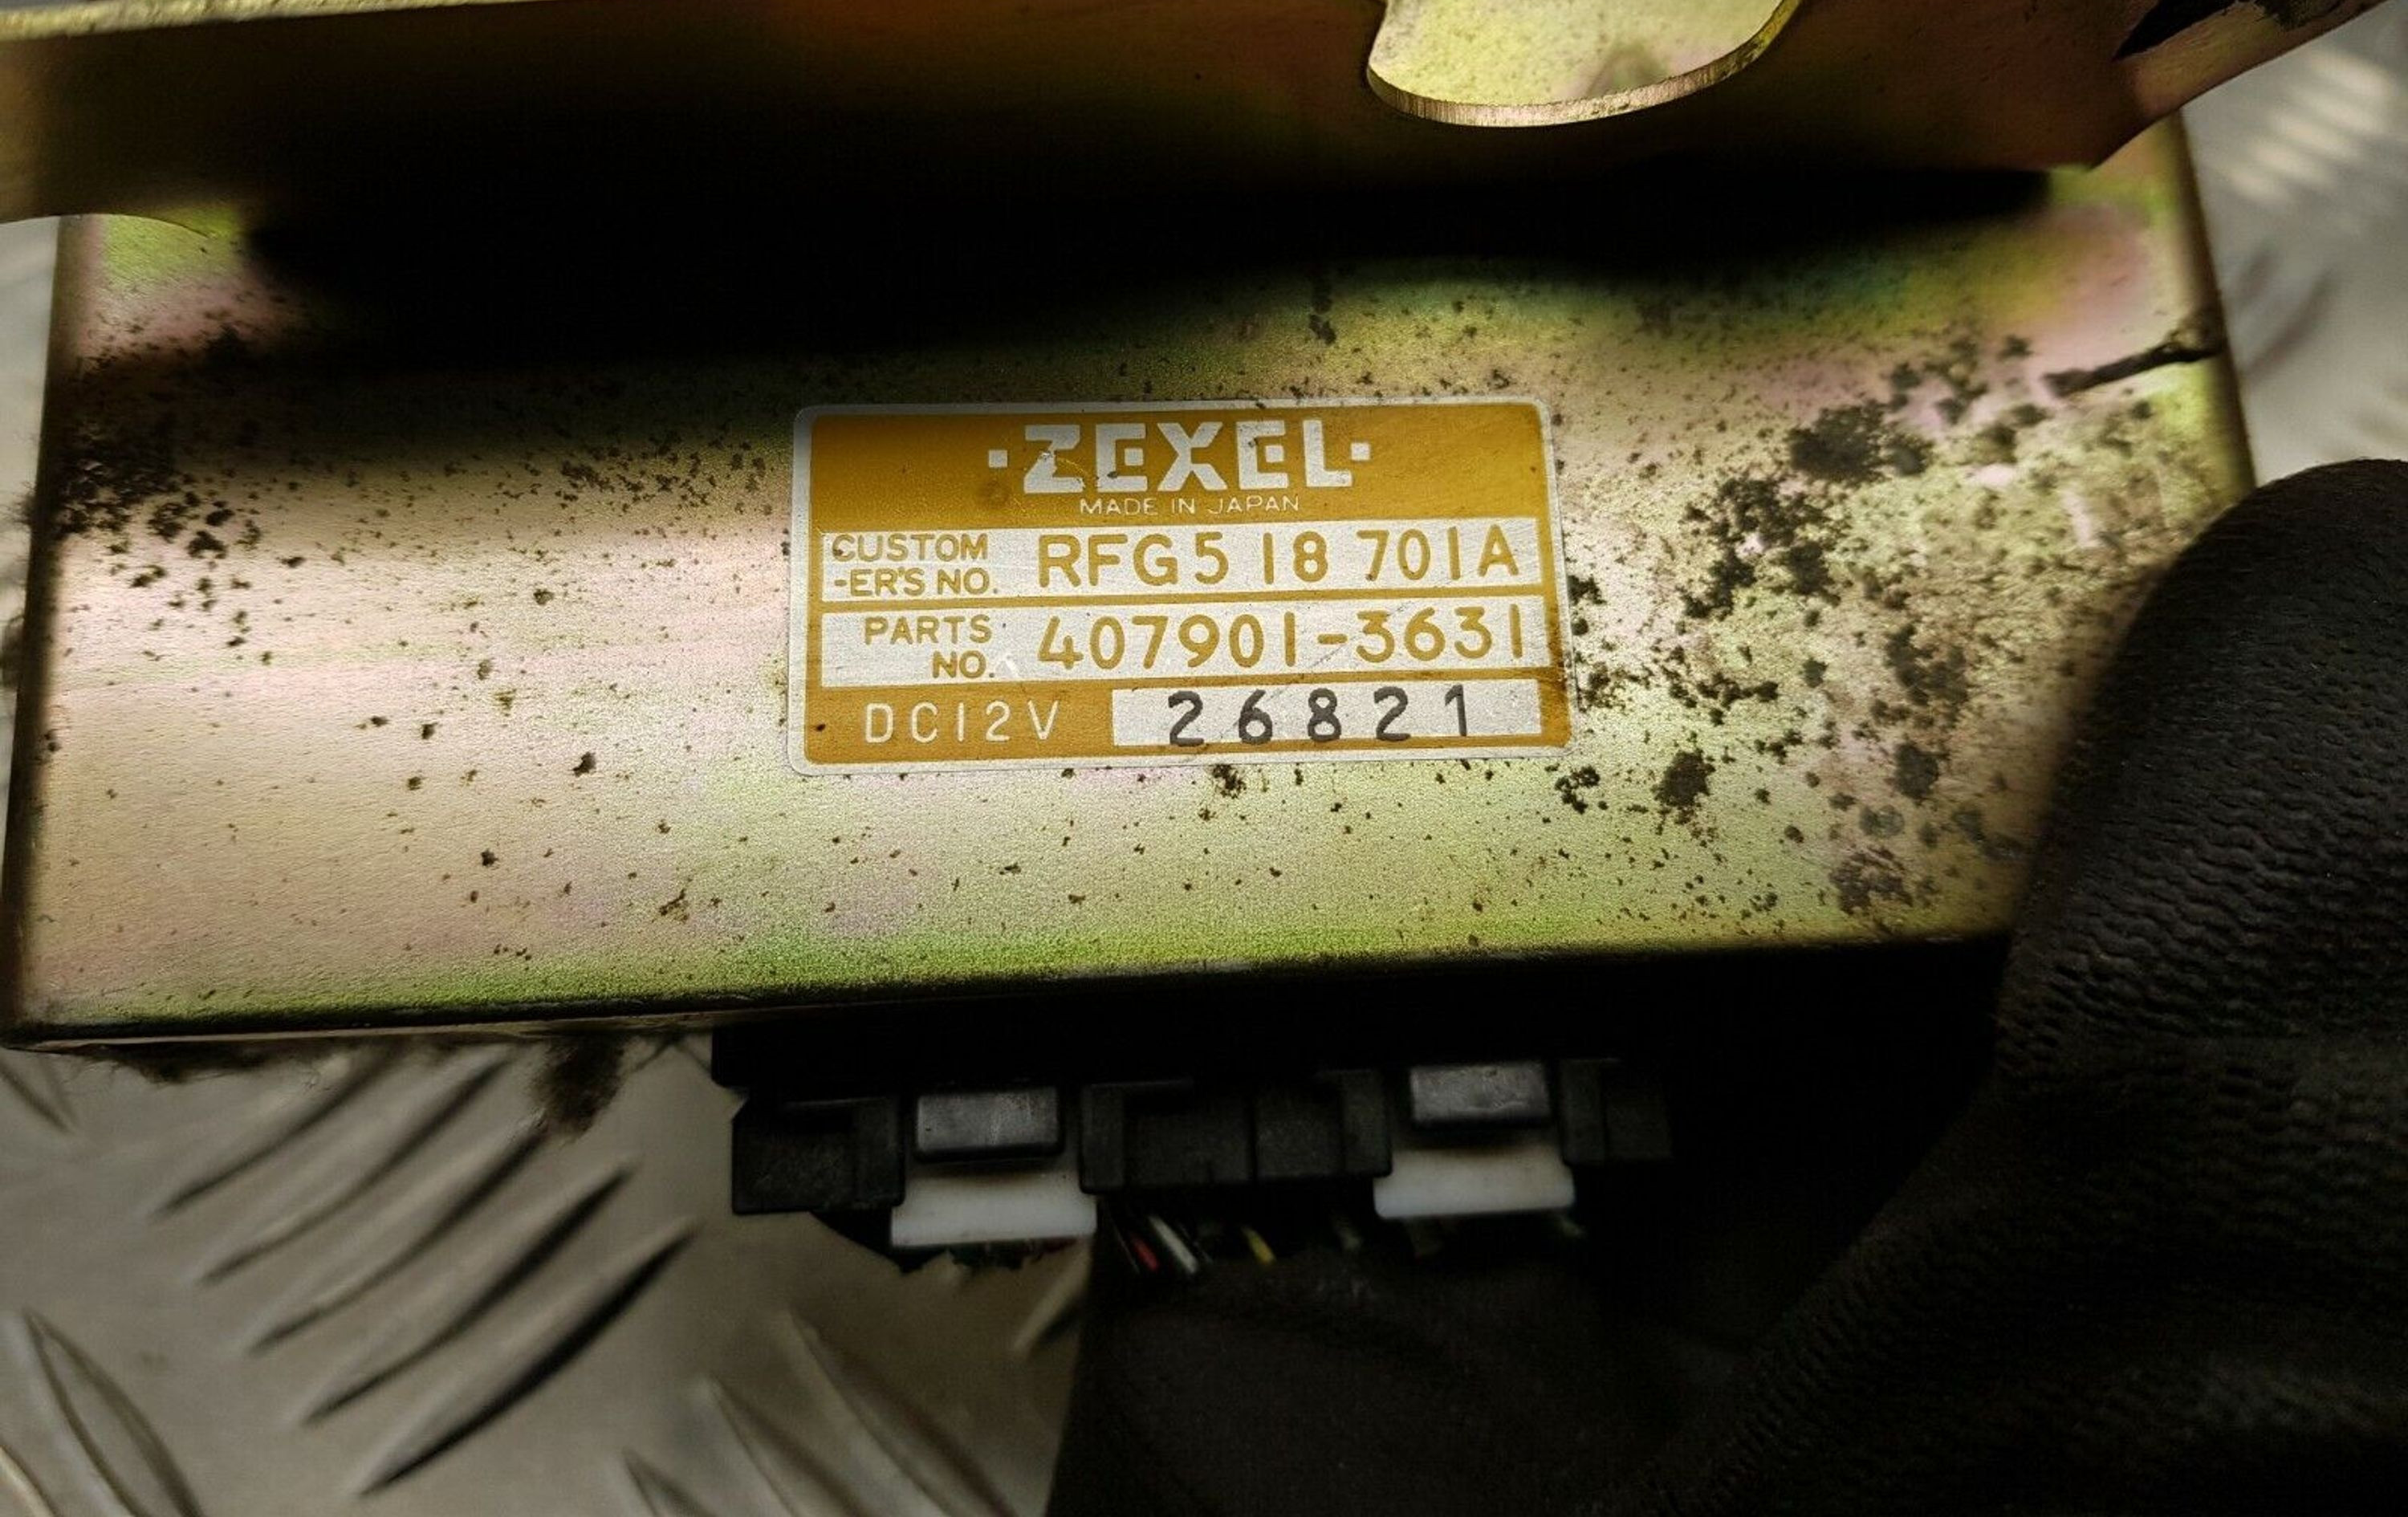 ·ZEXEL·
MADE IN JAPAN
CUSTOM
-ER'S NO. RFG5 18 701A
PARTS
NO. 407901-3631
DC12V 26821